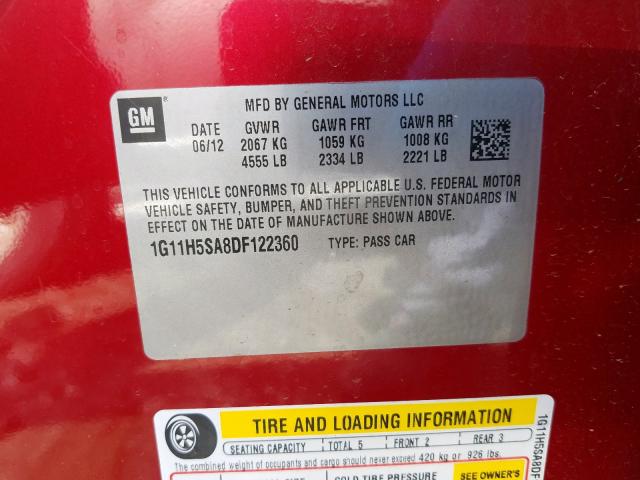 GM®
MFD BY GENERAL MOTORS LLC
DATE GVWR GAWR FRT GAWR RR
06/12 2067 KG 1059 KG 1008 KG
4555 LB 2334 LB 2221 LB
THIS VEHICLE CONFORMS TO ALL APPLICABLE U.S. FEDERAL MOTOR
VEHICLE SAFETY, BUMPER, AND THEFT PREVENTION STANDARDS IN
EFFECT ON THE DATE OF MANUFACTURE SHOWN ABOVE.
1G11H5SA8DF122360 TYPE: PASS CAR
TIRE AND LOADING INFORMATION
SEATING CAPACITY TOTAL 5 FRONT 2 REAR 3
The combined weight of occupants and cargo should never exceed 420 kg or 926 lbs.
COLD TIRE PRESSURE SEE OWNER'S
1G11H5SA8DF